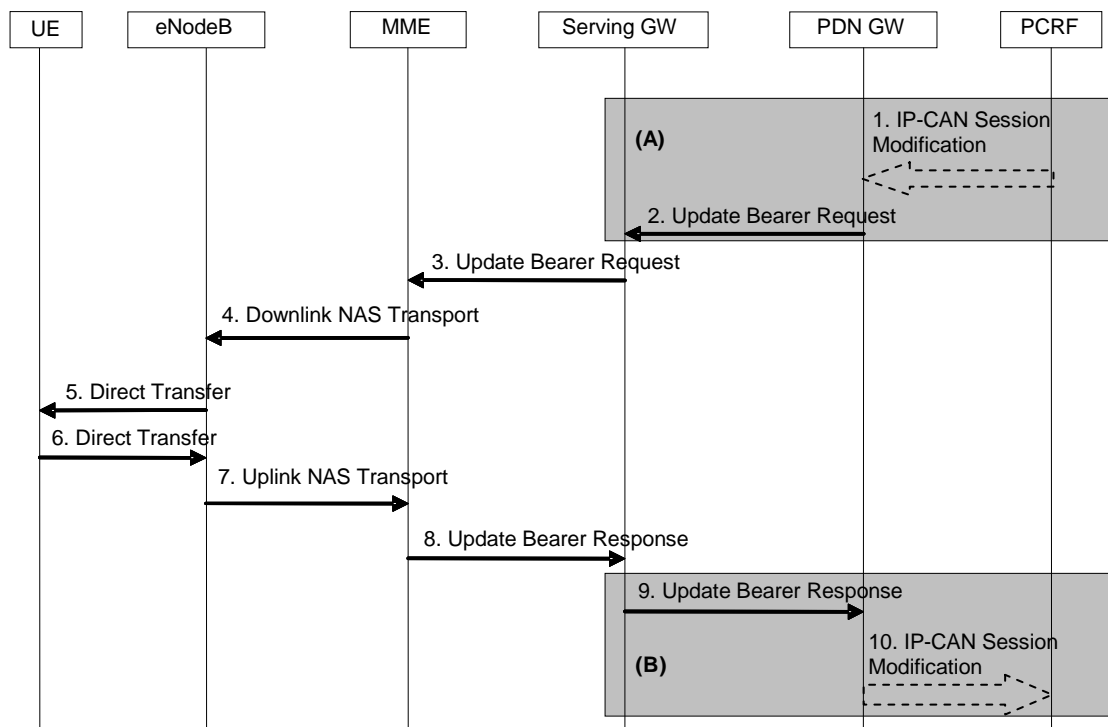 UE
eNodeB
MME
Serving GW
PDN GW
PCRF
(A)
1. IP-CAN Session
Modification
2. Update Bearer Request
3. Update Bearer Request
4. Downlink NAS Transport
5. Direct Transfer
6. Direct Transfer
7. Uplink NAS Transport
8. Update Bearer Response
9. Update Bearer Response
(B)
10. IP-CAN Session
Modification